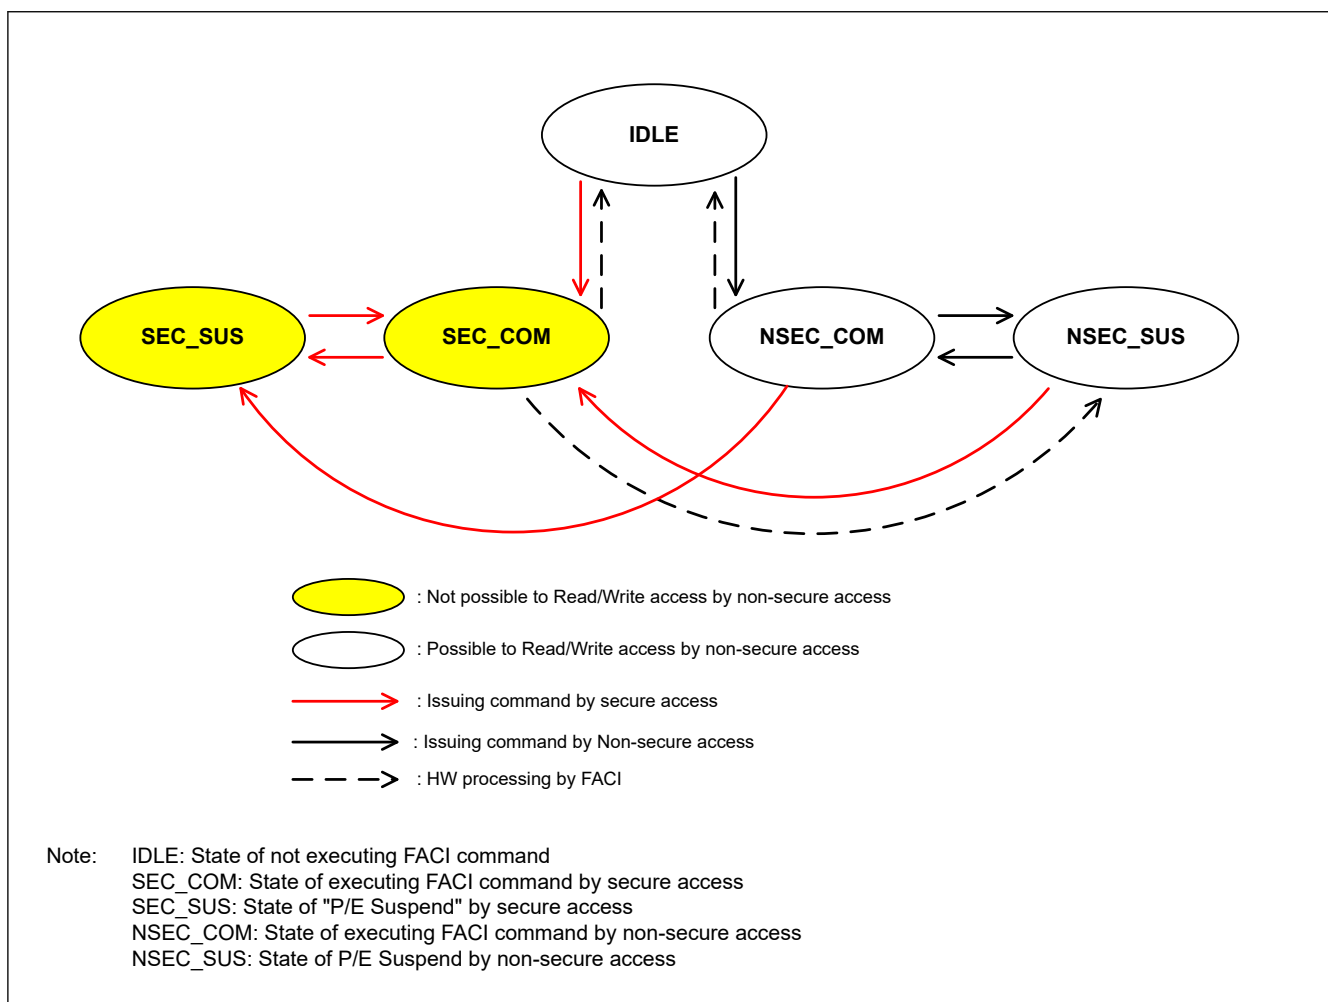 IDLE
SEC_SUS
SEC_COM
NSEC_COM
NSEC_SUS
: Not possible to Read/Write access by non-secure access
: Possible to Read/Write access by non-secure access
: Issuing command by secure access
: Issuing command by Non-secure access
: HW processing by FACI
Note: IDLE: State of not executing FACI command
SEC_COM: State of executing FACI command by secure access
SEC_SUS: State of "P/E Suspend" by secure access
NSEC_COM: State of executing FACI command by non-secure access
NSEC_SUS: State of P/E Suspend by non-secure access